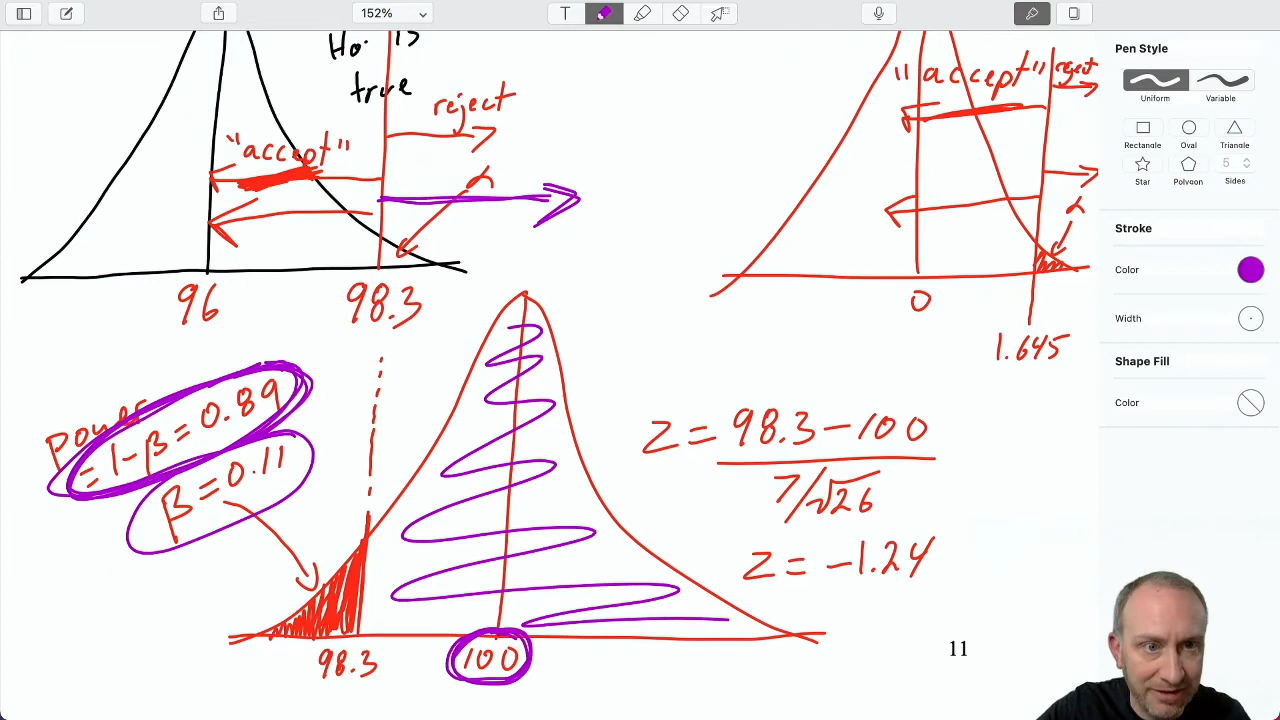 152%
T
Pen Style
Uniform
Variable
Rectangle
Oval
Triangle
Star
Polygon
5
Sides
Stroke
Color
Width
Shape Fill
Color
Ho is
true
reject
"accept"
α
96
98.3
"accept"
reject
α
0
1.645
power
= 1-β = 0.89
β = 0.11
98.3
100
z = 98.3 - 100
7/√26
z = -1.24
11